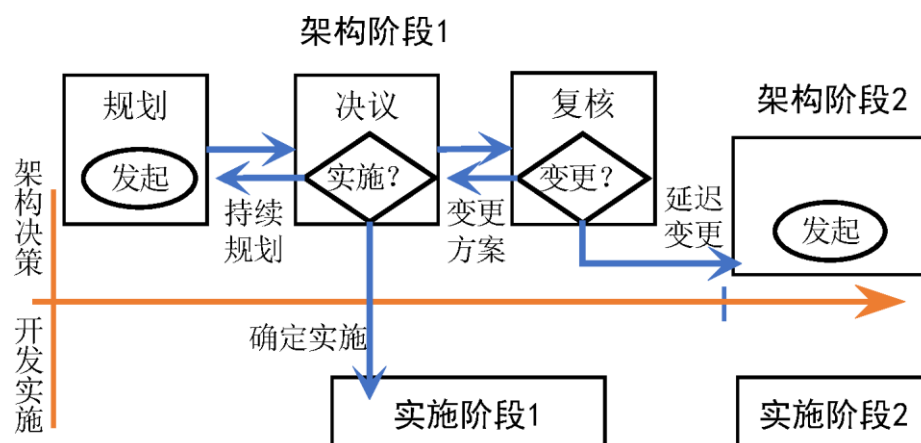 架构阶段1
规划
决议
复核
架构阶段2
发起
实施?
变更?
架构决策
持续
规划
变更
方案
延迟
变更
发起
开发实施
确定实施
实施阶段1
实施阶段2